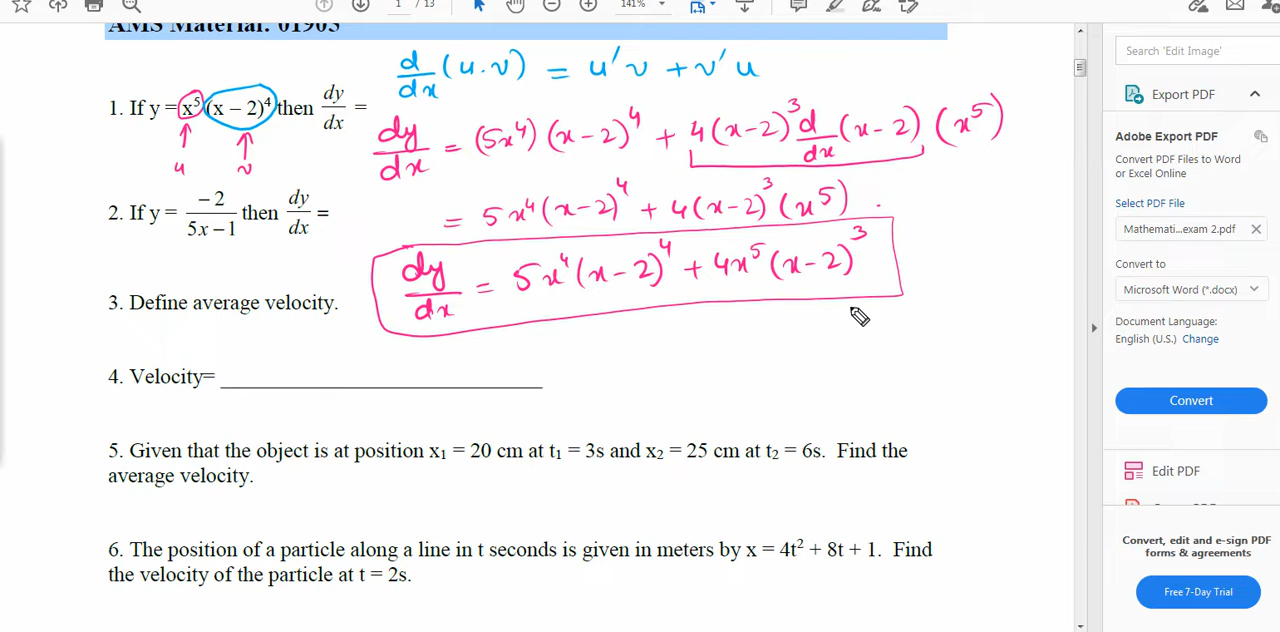 1 / 13
141%
AMS Material: 01905
d/dx (u.v) = u'v + v'u
1. If y = x⁵(x – 2)⁴ then dy/dx =
u v
dy/dx = (5x⁴)(x-2)⁴ + 4(x-2)³ d/dx (x-2) (x⁵)
= 5x⁴(x-2)⁴ + 4(x-2)³(x⁵).
2. If y = -2/(5x – 1) then dy/dx =
dy/dx = 5x⁴(x-2)⁴ + 4x⁵(x-2)³
3. Define average velocity.
4. Velocity= ____________________
5. Given that the object is at position x₁ = 20 cm at t₁ = 3s and x₂ = 25 cm at t₂ = 6s. Find the
average velocity.
6. The position of a particle along a line in t seconds is given in meters by x = 4t² + 8t + 1. Find
the velocity of the particle at t = 2s.
Search 'Edit Image'
Export PDF
Adobe Export PDF
Convert PDF Files to Word
or Excel Online
Select PDF File
Mathemati...exam 2.pdf
Convert to
Microsoft Word (*.docx)
Document Language:
English (U.S.) Change
Convert
Edit PDF
Convert, edit and e-sign PDF
forms & agreements
Free 7-Day Trial